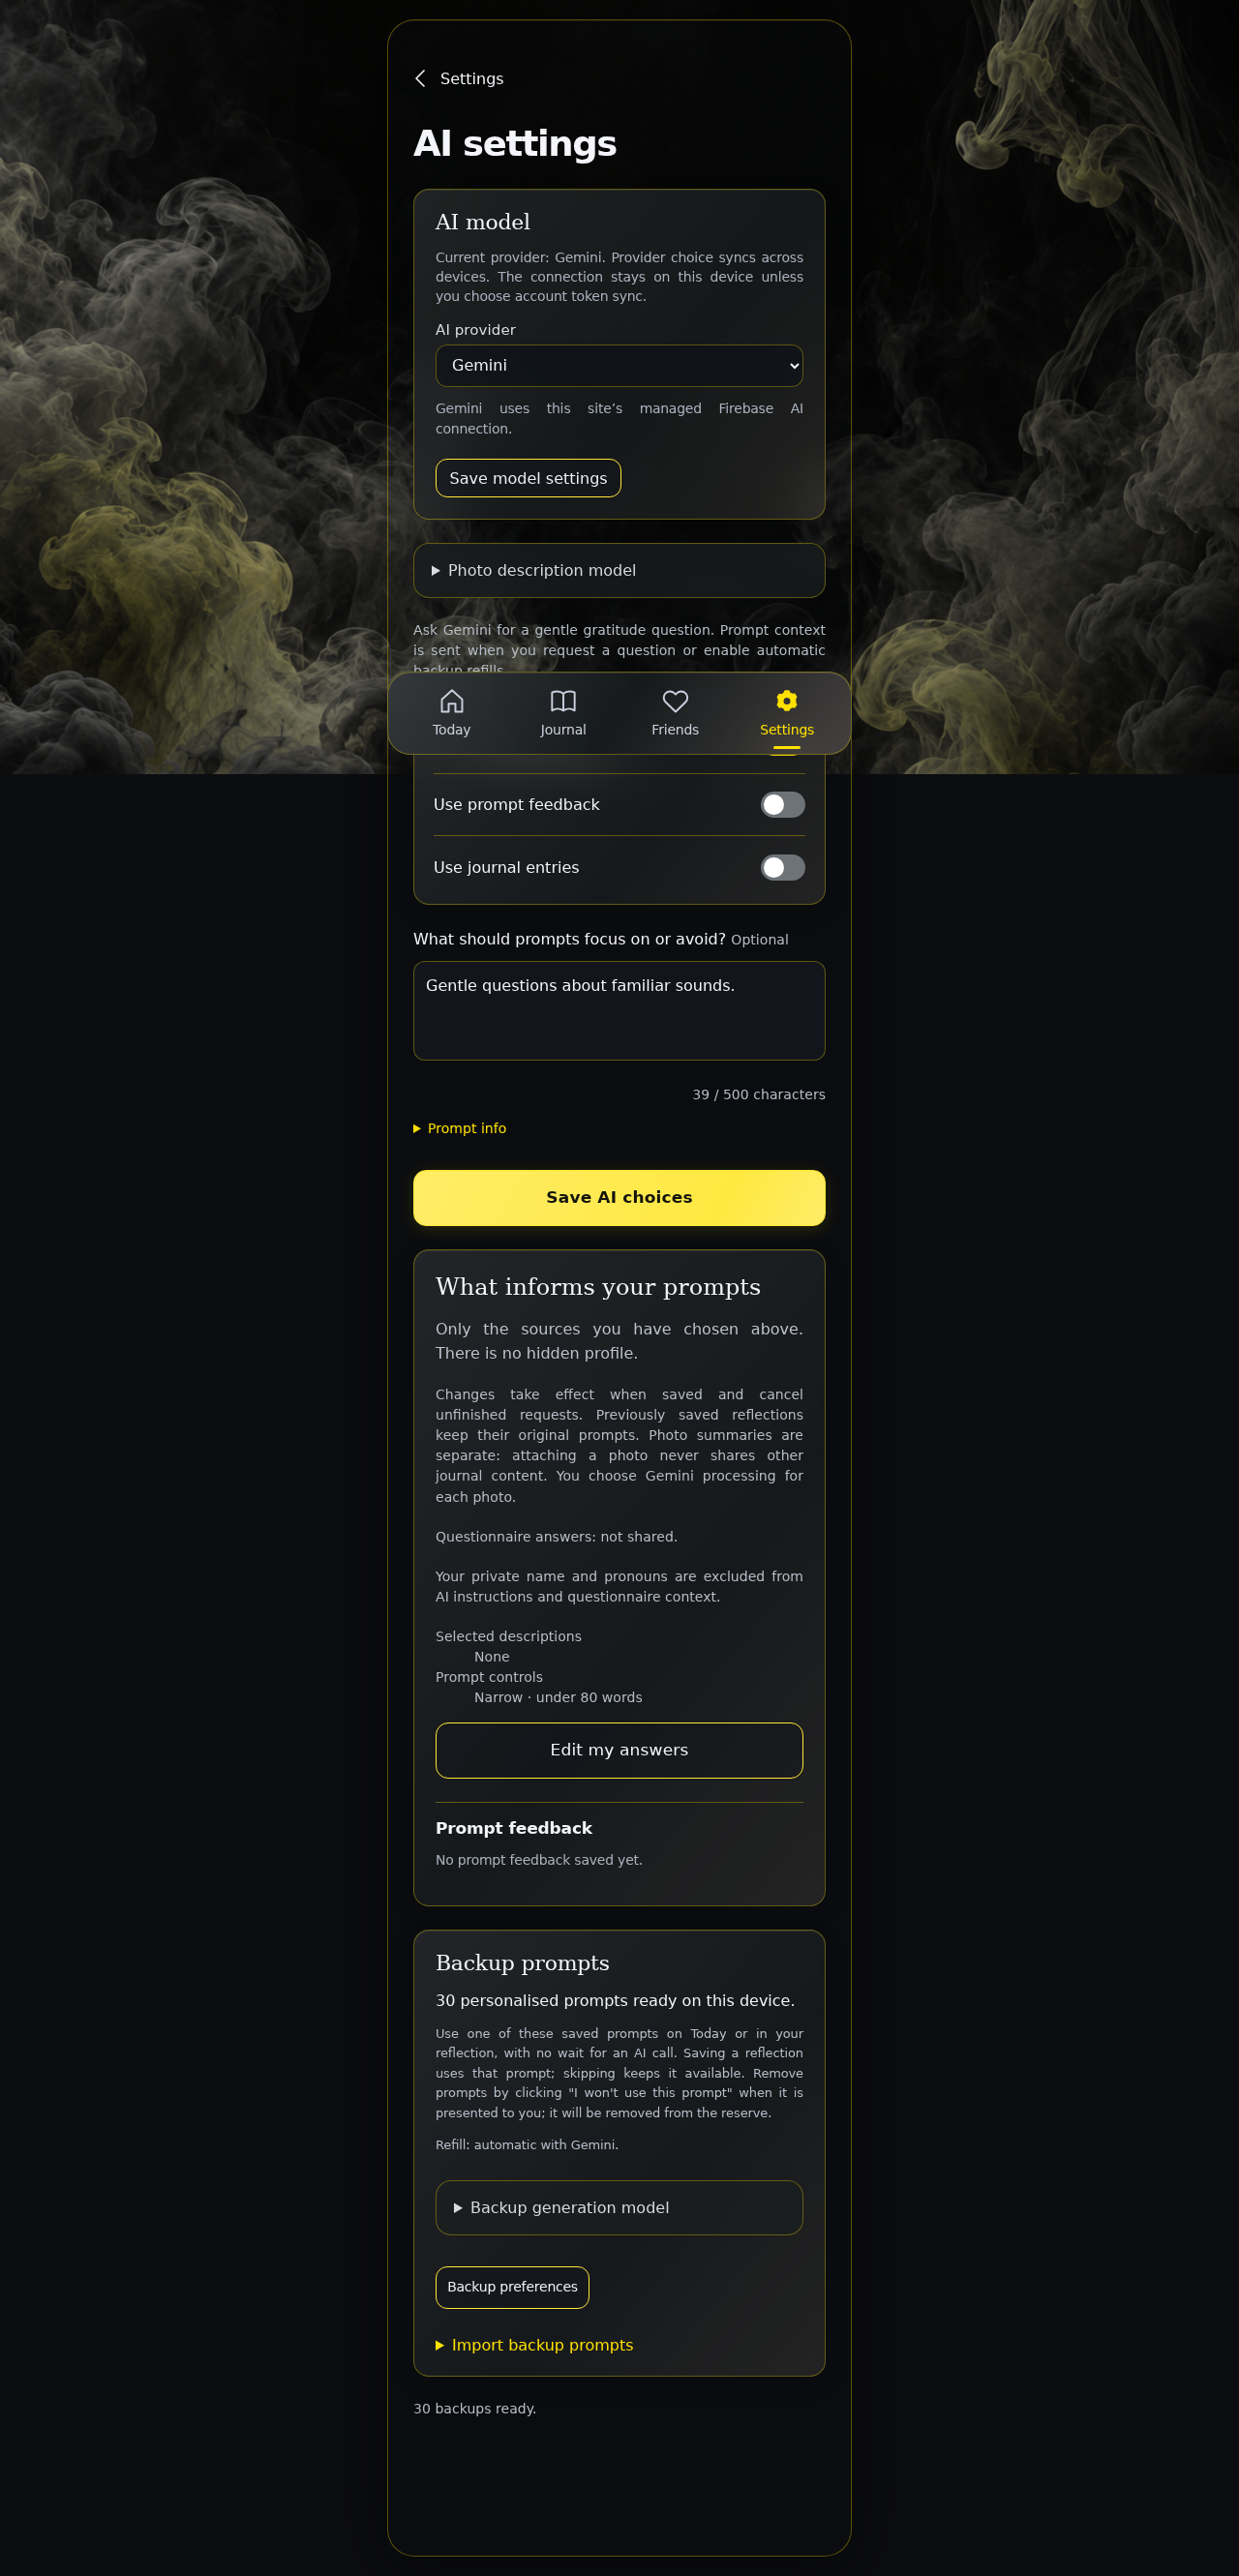 Settings
AI settings
AI model
Current provider: Gemini. Provider choice syncs across
devices. The connection stays on this device unless
you choose account token sync.
AI provider
Gemini
Gemini uses this site’s managed Firebase AI
connection.
Save model settings
Photo description model
Ask Gemini for a gentle gratitude question. Prompt context
is sent when you request a question or enable automatic
backup refills.
Today
Journal
Friends
Settings
Use prompt feedback
Use journal entries
What should prompts focus on or avoid? Optional
Gentle questions about familiar sounds.
39 / 500 characters
Prompt info
Save AI choices
What informs your prompts
Only the sources you have chosen above.
There is no hidden profile.
Changes take effect when saved and cancel
unfinished requests. Previously saved reflections
keep their original prompts. Photo summaries are
separate: attaching a photo never shares other
journal content. You choose Gemini processing for
each photo.
Questionnaire answers: not shared.
Your private name and pronouns are excluded from
AI instructions and questionnaire context.
Selected descriptions
None
Prompt controls
Narrow · under 80 words
Edit my answers
Prompt feedback
No prompt feedback saved yet.
Backup prompts
30 personalised prompts ready on this device.
Use one of these saved prompts on Today or in your
reflection, with no wait for an AI call. Saving a reflection
uses that prompt; skipping keeps it available. Remove
prompts by clicking "I won't use this prompt" when it is
presented to you; it will be removed from the reserve.
Refill: automatic with Gemini.
Backup generation model
Backup preferences
Import backup prompts
30 backups ready.